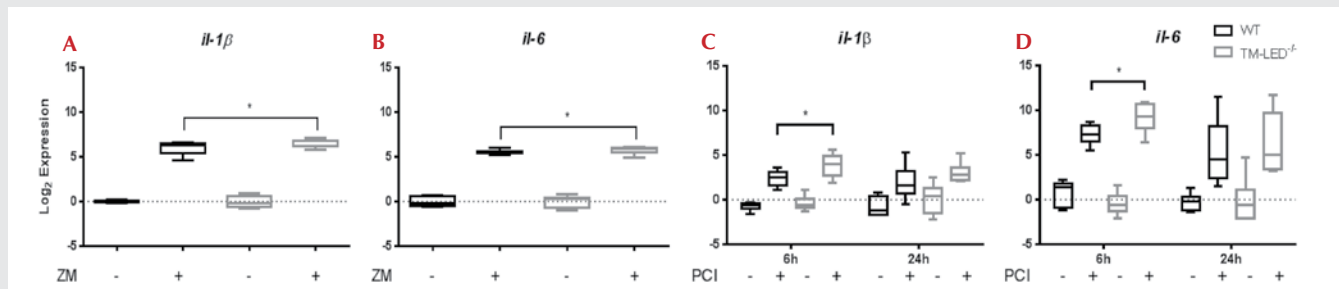 A
il-1β
B
il-6
C
il-1β
D
il-6
WT
TM-LED-/-
Log2 Expression
15
10
5
0
-5
*
ZM - + - +
15
10
5
0
-5
*
ZM - + - +
15
10
5
0
-5
*
6h 24h
PCI - + - + - + - +
15
10
5
0
-5
*
6h 24h
PCI - + - + - + - +